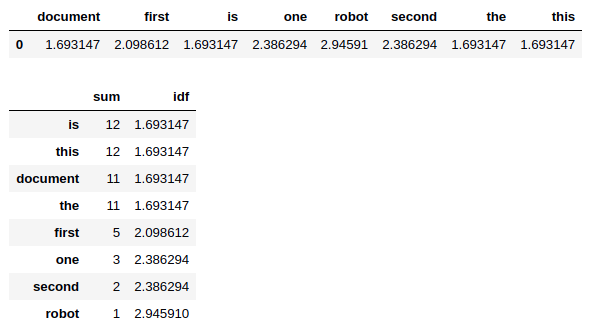 document first is one robot second the this
0 1.693147 2.098612 1.693147 2.386294 2.94591 2.386294 1.693147 1.693147
sum idf
is 12 1.693147
this 12 1.693147
document 11 1.693147
the 11 1.693147
first 5 2.098612
one 3 2.386294
second 2 2.386294
robot 1 2.945910